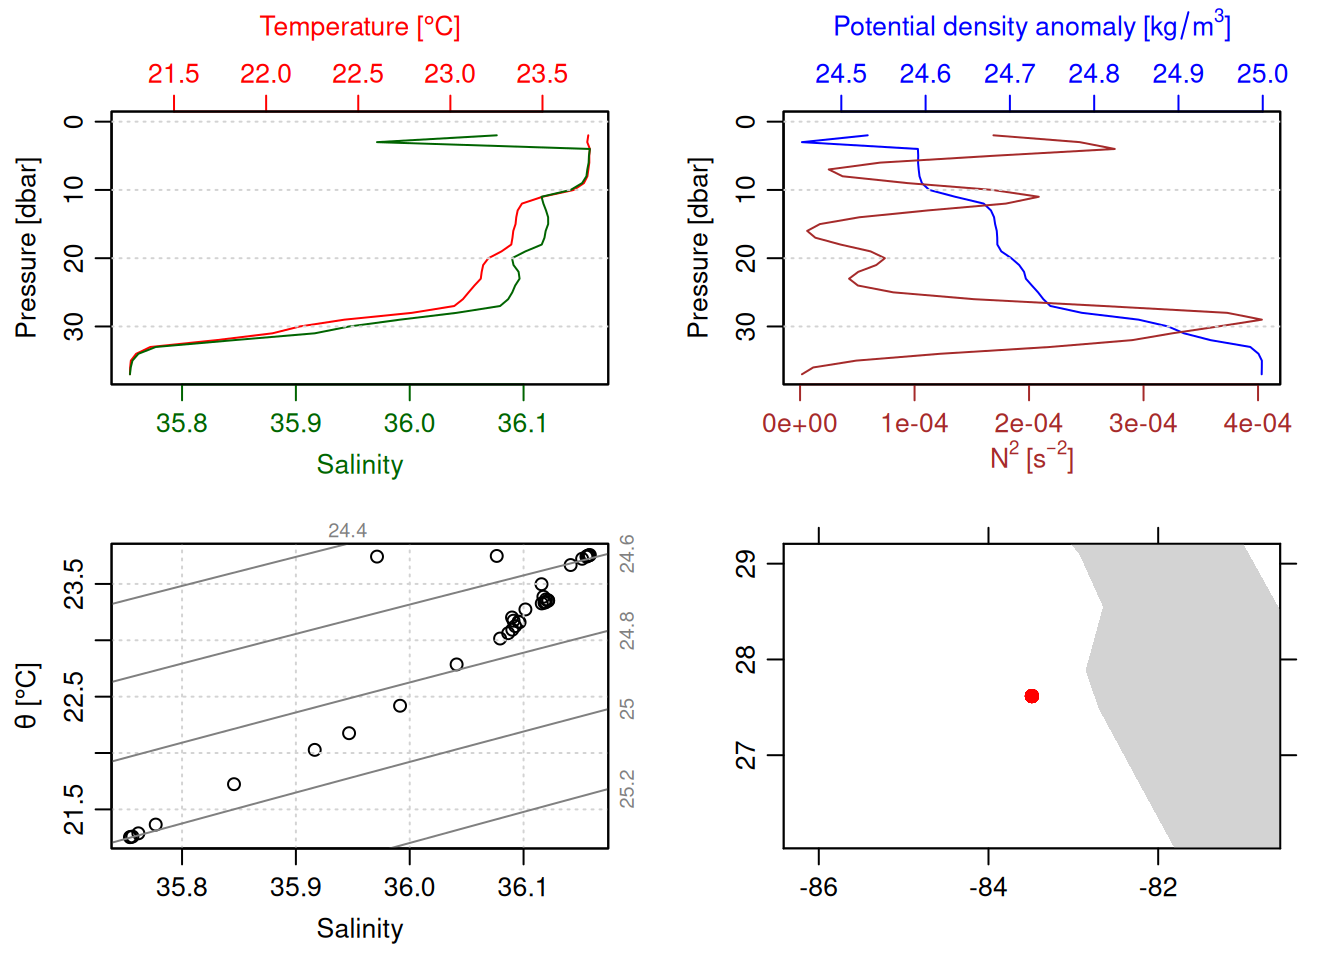 Temperature [°C]
21.5 22.0 22.5 23.0 23.5
Pressure [dbar]
0
10
20
30
35.8 35.9 36.0 36.1
Salinity
Potential density anomaly [kg/m³]
24.5 24.6 24.7 24.8 24.9 25.0
Pressure [dbar]
0
10
20
30
0e+00 1e-04 2e-04 3e-04 4e-04
N² [s⁻²]
24.4
24.6
24.8
25
25.2
θ [°C]
23.5
22.5
21.5
35.8 35.9 36.0 36.1
Salinity
29
28
27
-86 -84 -82